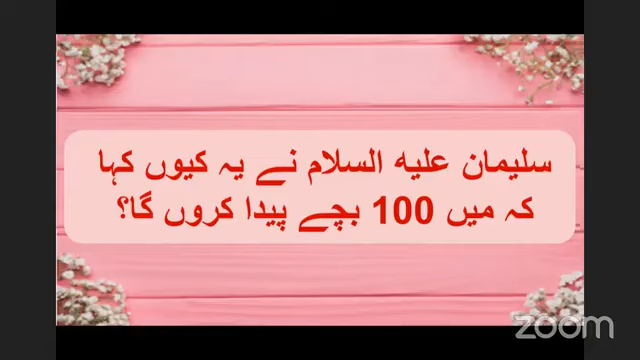 سلیمان علیہ السلام نے یہ کیوں کہا
کہ میں 100 بچے پیدا کروں گا؟
zoom